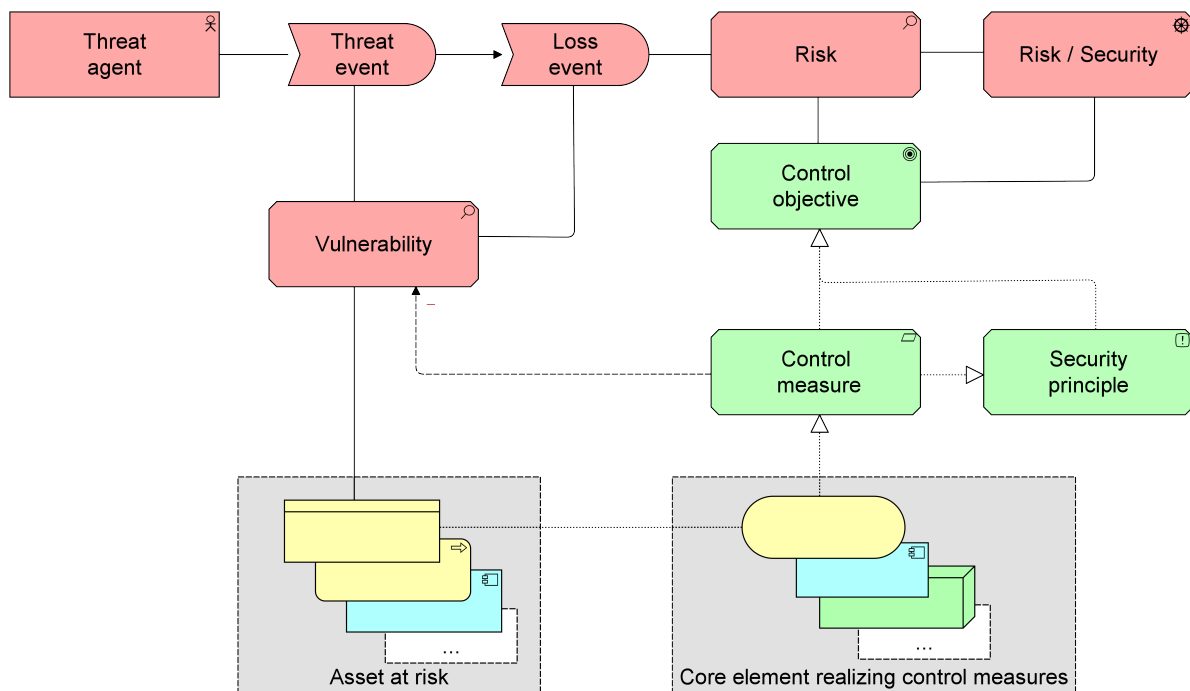 Threat
agent
Threat
event
Loss
event
Risk
Risk / Security
Control
objective
Vulnerability
–
Control
measure
Security
principle
!
...
...
Asset at risk
Core element realizing control measures